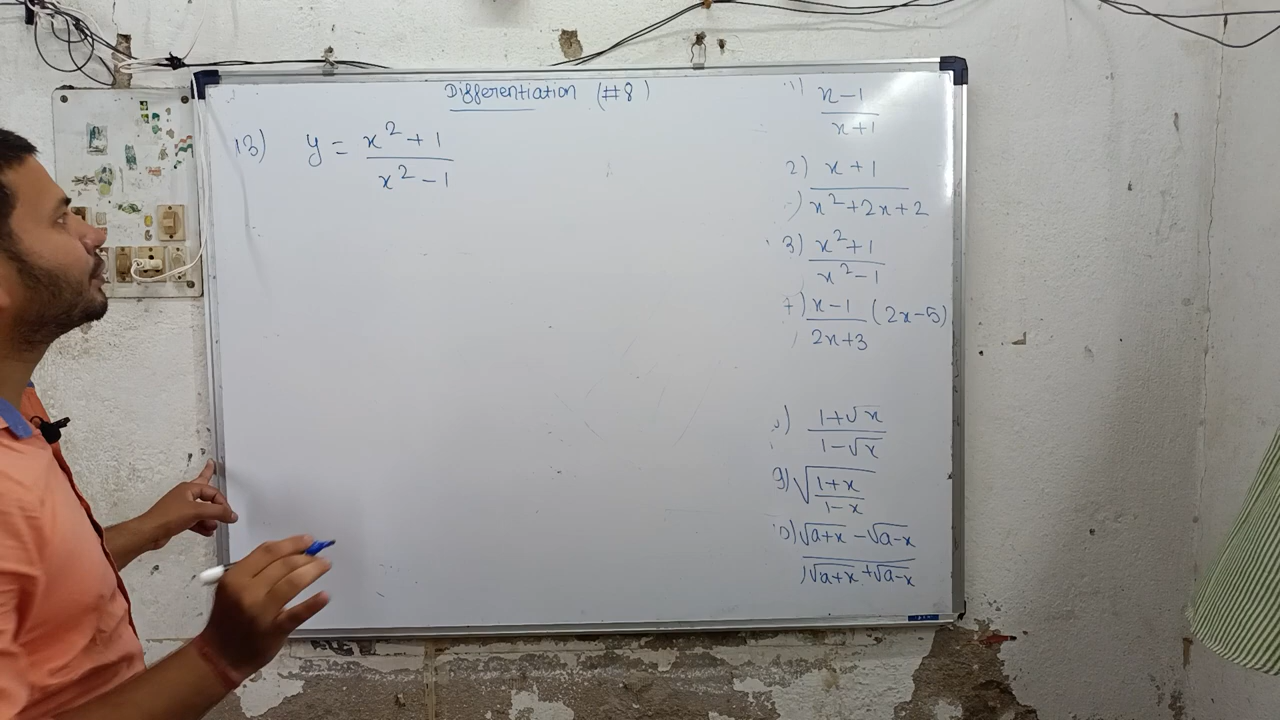 Differentiation (#8)
13) y = x² + 1
x² - 1
1) x - 1
x + 1
2) x + 1
x² + 2x + 2
3) x² + 1
x² - 1
x - 1 (2x - 5)
2x + 3
) 1 + √x
1 - √x
9) √1 + x
1 - x
√a+x - √a-x
√a+x + √a-x